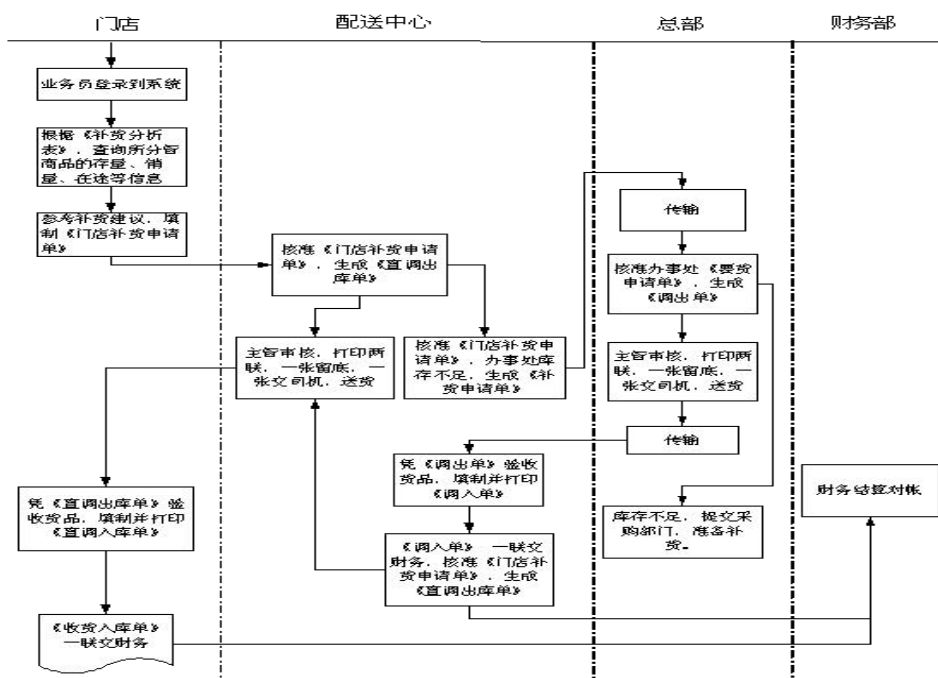 门店
配送中心
总部
财务部
业务员登录到系统
根据《补货分析
表》，查询所分管
商品的存量、销
量、在途等信息
参考补货建议，填
制《门店补货申请
单》
核准《门店补货申请
单》，生成《直调出
库单》
主管审核，打印两
联，一张留底，一
张交司机，送货
核准《门店补货申
请单》，办事处库
存不足，生成《补
货申请单》
传输
核准办事处《要货
申请单》，生成
《调出单》
主管审核，打印两
联，一张留底，一
张交司机，送货
传输
凭《调出单》验收
货品，填制并打印
《调入单》
库存不足，提交采
购部门，准备补
货。
《调入单》一联交
财务，核准《门店补
货申请单》，生成
《直调出库单》
凭《直调出库单》验
收货品，填制并打印
《直调入库单》
《收货入库单》
一联交财务
财务结算对帐